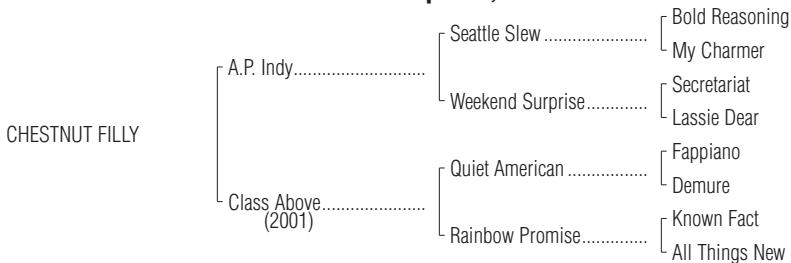 Seattle Slew ......................
Bold Reasoning
My Charmer
A.P. Indy...........................
Weekend Surprise.............
Secretariat
Lassie Dear
CHESTNUT FILLY
Quiet American .................
Fappiano
Demure
Class Above.....................
(2001)
Rainbow Promise..............
Known Fact
All Things New